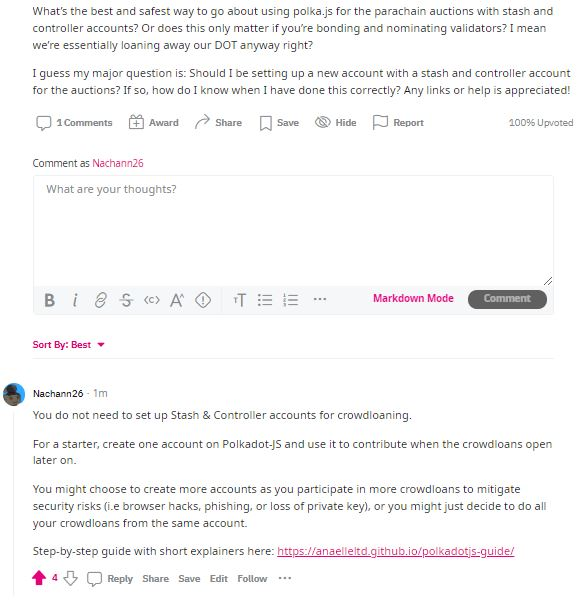 What's the best and safest way to go about using polka.js for the parachain auctions with stash and
controller accounts? Or does this only matter if you're bonding and nominating validators? I mean
we're essentially loaning away our DOT anyway right?
I guess my major question is: Should I be setting up a new account with a stash and controller account
for the auctions? If so, how do I know when I have done this correctly? Any links or help is appreciated!
1 Comments Award Share Save Hide Report 100% Upvoted
Comment as Nachann26
What are your thoughts?
B i <c> A^ TT ··· Markdown Mode Comment
Sort By: Best
Nachann26 · 1m
You do not need to set up Stash & Controller accounts for crowdloaning.
For a starter, create one account on Polkadot-JS and use it to contribute when the crowdloans open
later on.
You might choose to create more accounts as you participate in more crowdloans to mitigate
security risks (i.e browser hacks, phishing, or loss of private key), or you might just decide to do all
your crowdloans from the same account.
Step-by-step guide with short explainers here: https://anaelleltd.github.io/polkadotjs-guide/
4 Reply Share Save Edit Follow ···